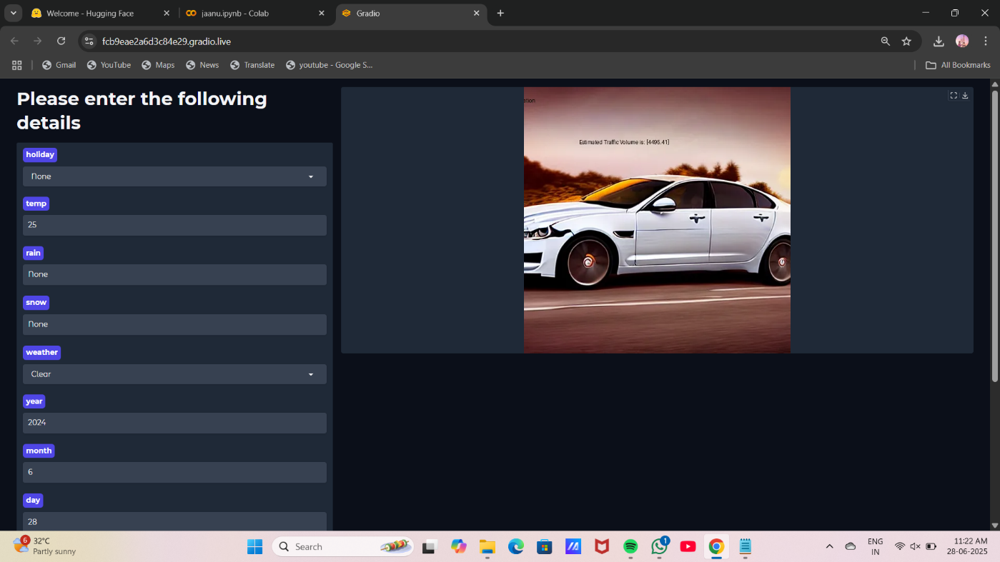 Welcome - Hugging Face
jaanu.ipynb - Colab
Gradio
fcb9eae2a6d3c84e29.gradio.live
Gmail
YouTube
Maps
News
Translate
youtube - Google S...
All Bookmarks
Please enter the following
details
holiday
None
temp
25
rain
None
snow
None
weather
Clear
year
2024
month
6
day
28
Estimated Traffic Volume is: [4495.41]
6
32°C
Partly sunny
Search
1
ENG
IN
11:22 AM
28-06-2025